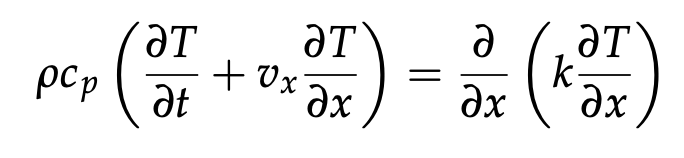 ρc_p (∂T/∂t + v_x ∂T/∂x) = ∂/∂x (k ∂T/∂x)